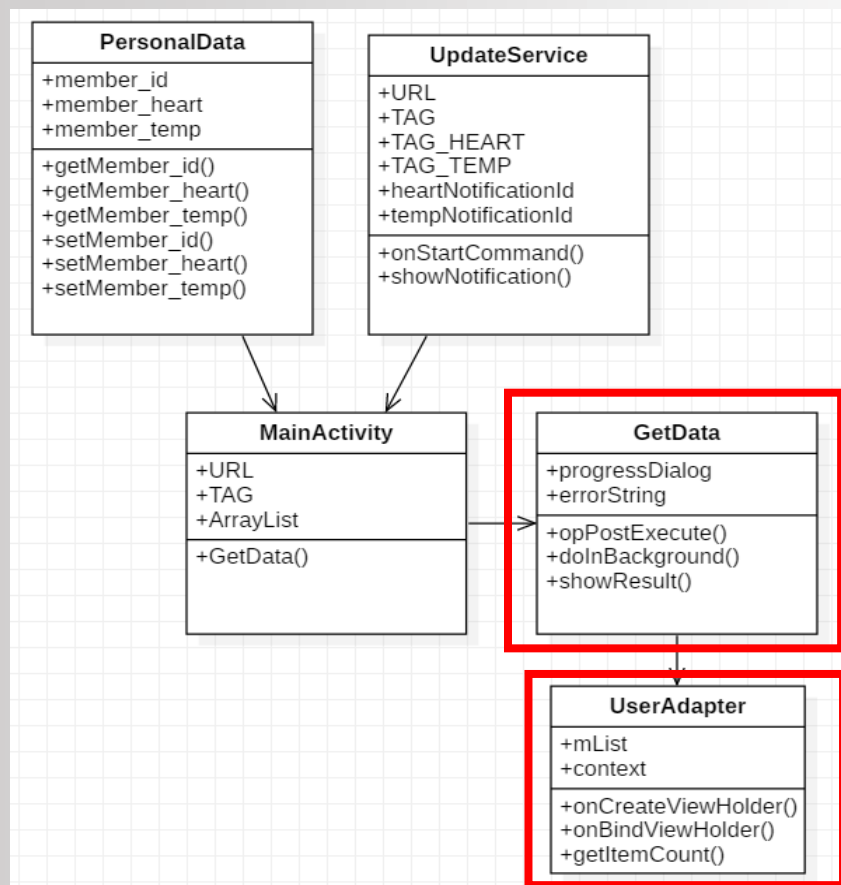 PersonalData
+member_id
+member_heart
+member_temp
+getMember_id()
+getMember_heart()
+getMember_temp()
+setMember_id()
+setMember_heart()
+setMember_temp()
UpdateService
+URL
+TAG
+TAG_HEART
+TAG_TEMP
+heartNotificationId
+tempNotificationId
+onStartCommand()
+showNotification()
MainActivity
+URL
+TAG
+ArrayList
+GetData()
GetData
+progressDialog
+errorString
+opPostExecute()
+doInBackground()
+showResult()
UserAdapter
+mList
+context
+onCreateViewHolder()
+onBindViewHolder()
+getItemCount()